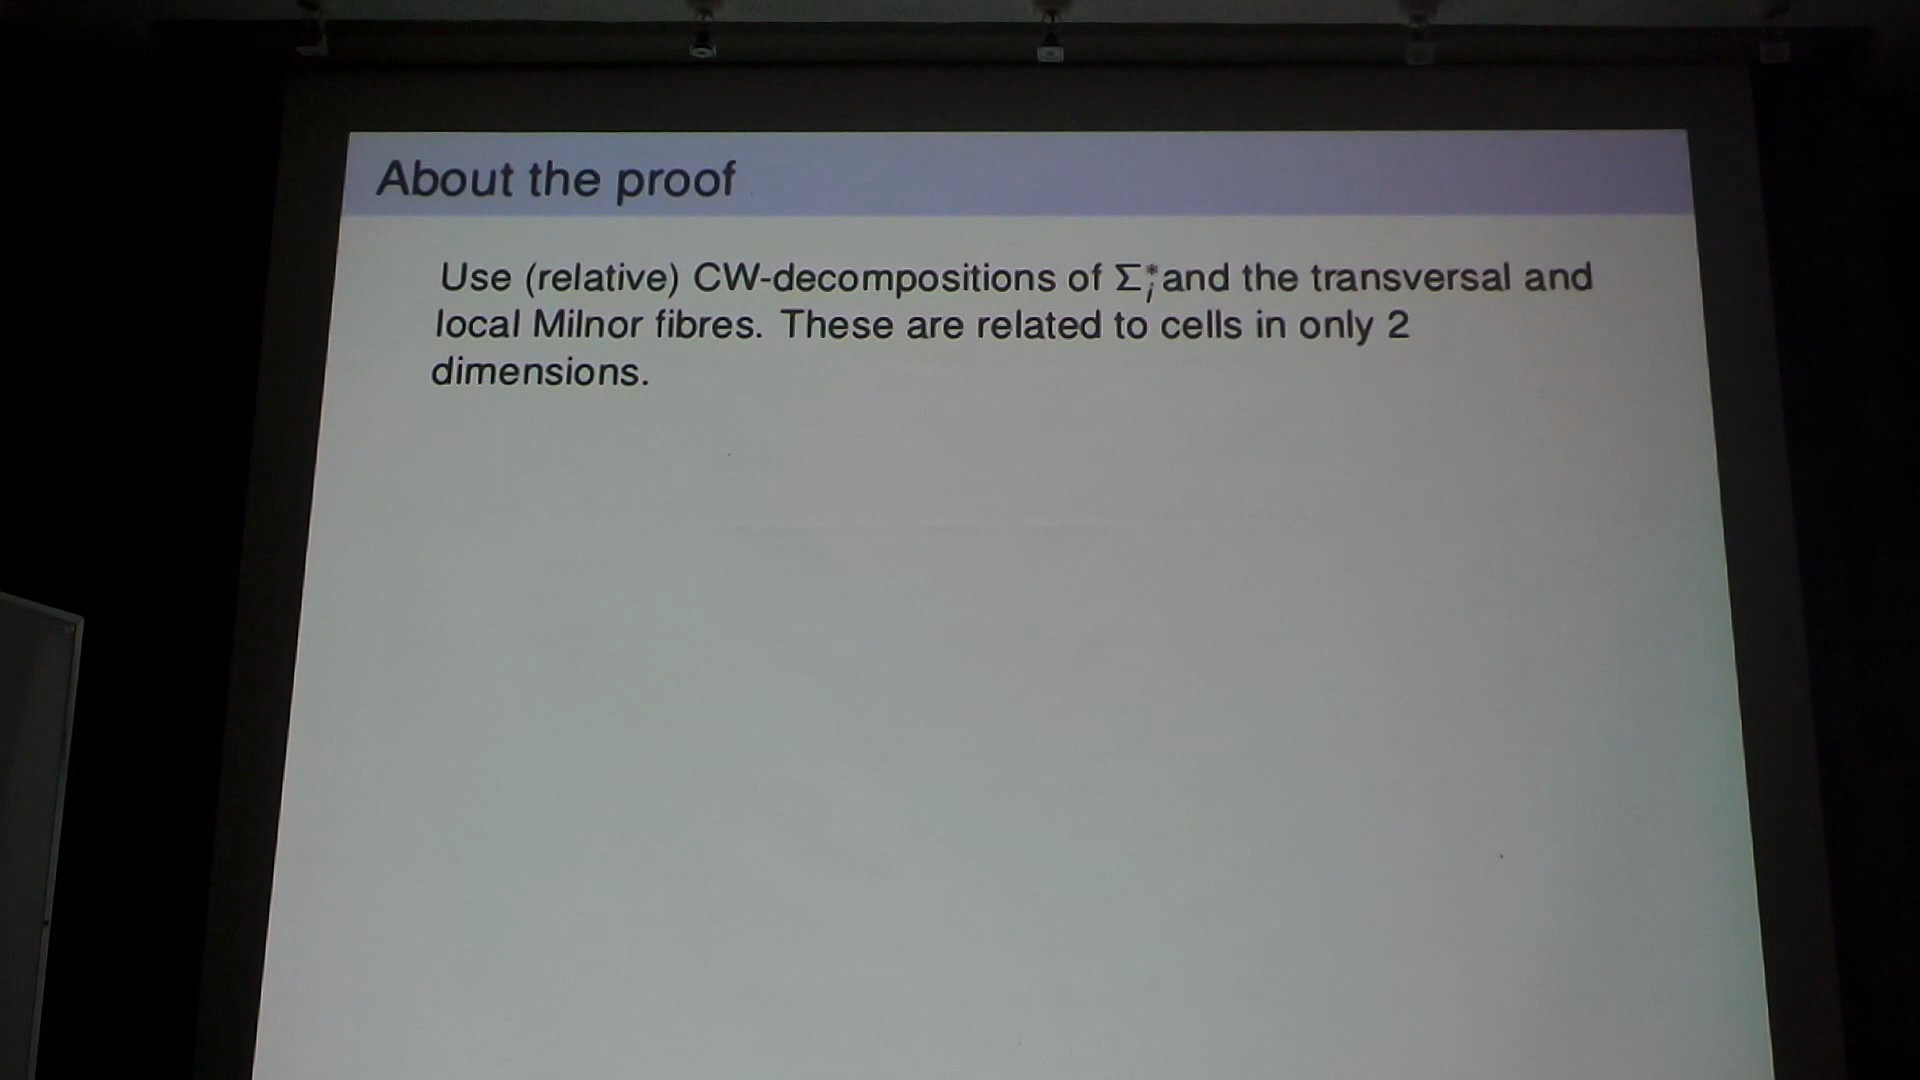 About the proof
Use (relative) CW-decompositions of Σ*ᵢ and the transversal and
local Milnor fibres. These are related to cells in only 2
dimensions.